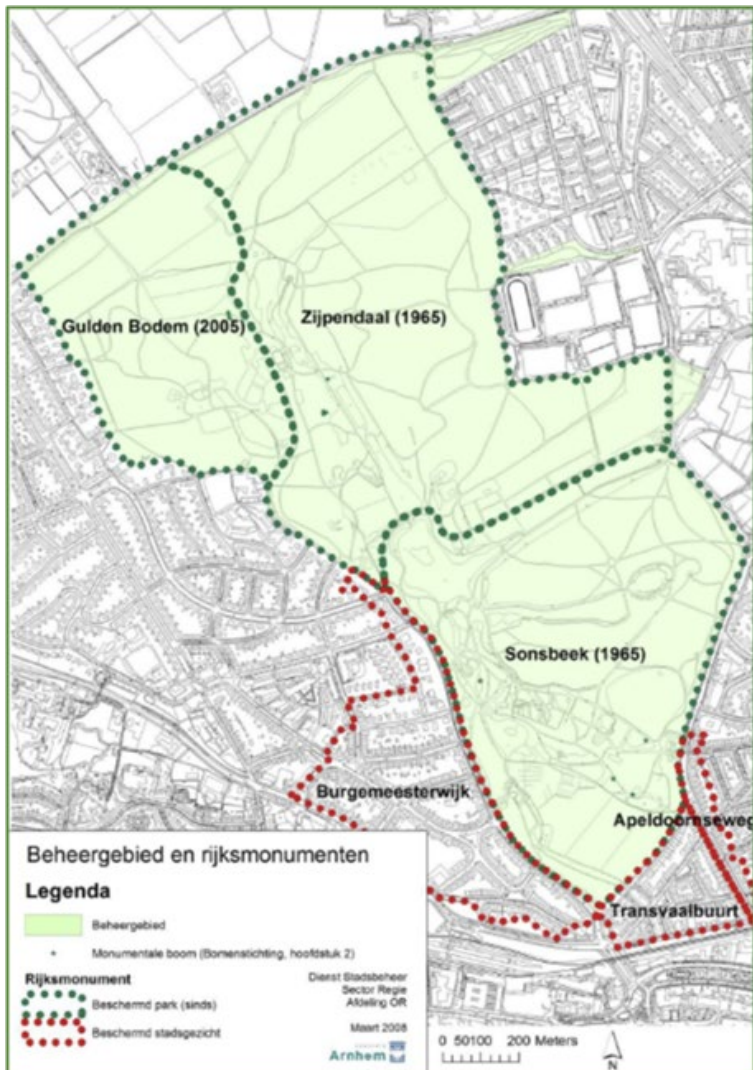 Gulden Bodem (2005)
Zijpendaal (1965)
Sonsbeek (1965)
Burgemeesterwijk
Apeldoornseweg
Transvaalbuurt
Beheergebied en rijksmonumenten
Legenda
Beheergebied
Monumentale boom (Bomenstichting, hoofdstuk 2)
Rijksmonument
Beschermd park (sinds)
Beschermd stadsgezicht
Dienst Stadsbeheer
Sector Regie
Afdeling OR
Maart 2008
Arnhem
0 50100 200 Meters
N